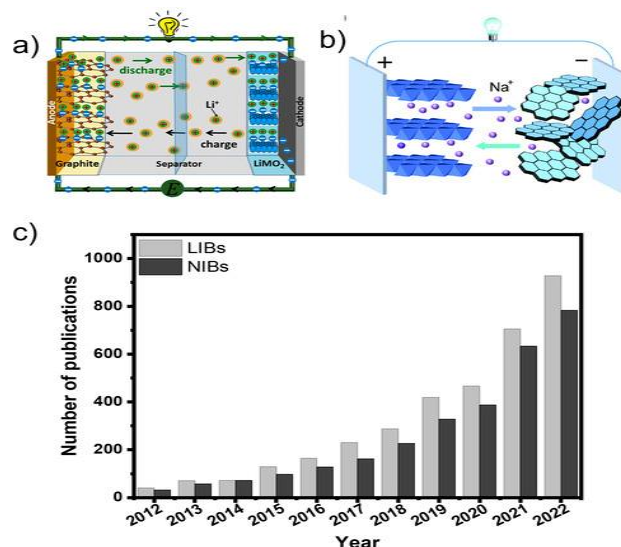 a)
discharge
Li⁺
charge
Anode
Cathode
Graphite
Separator
LiMO₂
E
b)
+
−
Na⁺
c)
LIBs
NIBs
Number of publications
1000
800
600
400
200
0
2012 2013 2014 2015 2016 2017 2018 2019 2020 2021 2022
Year